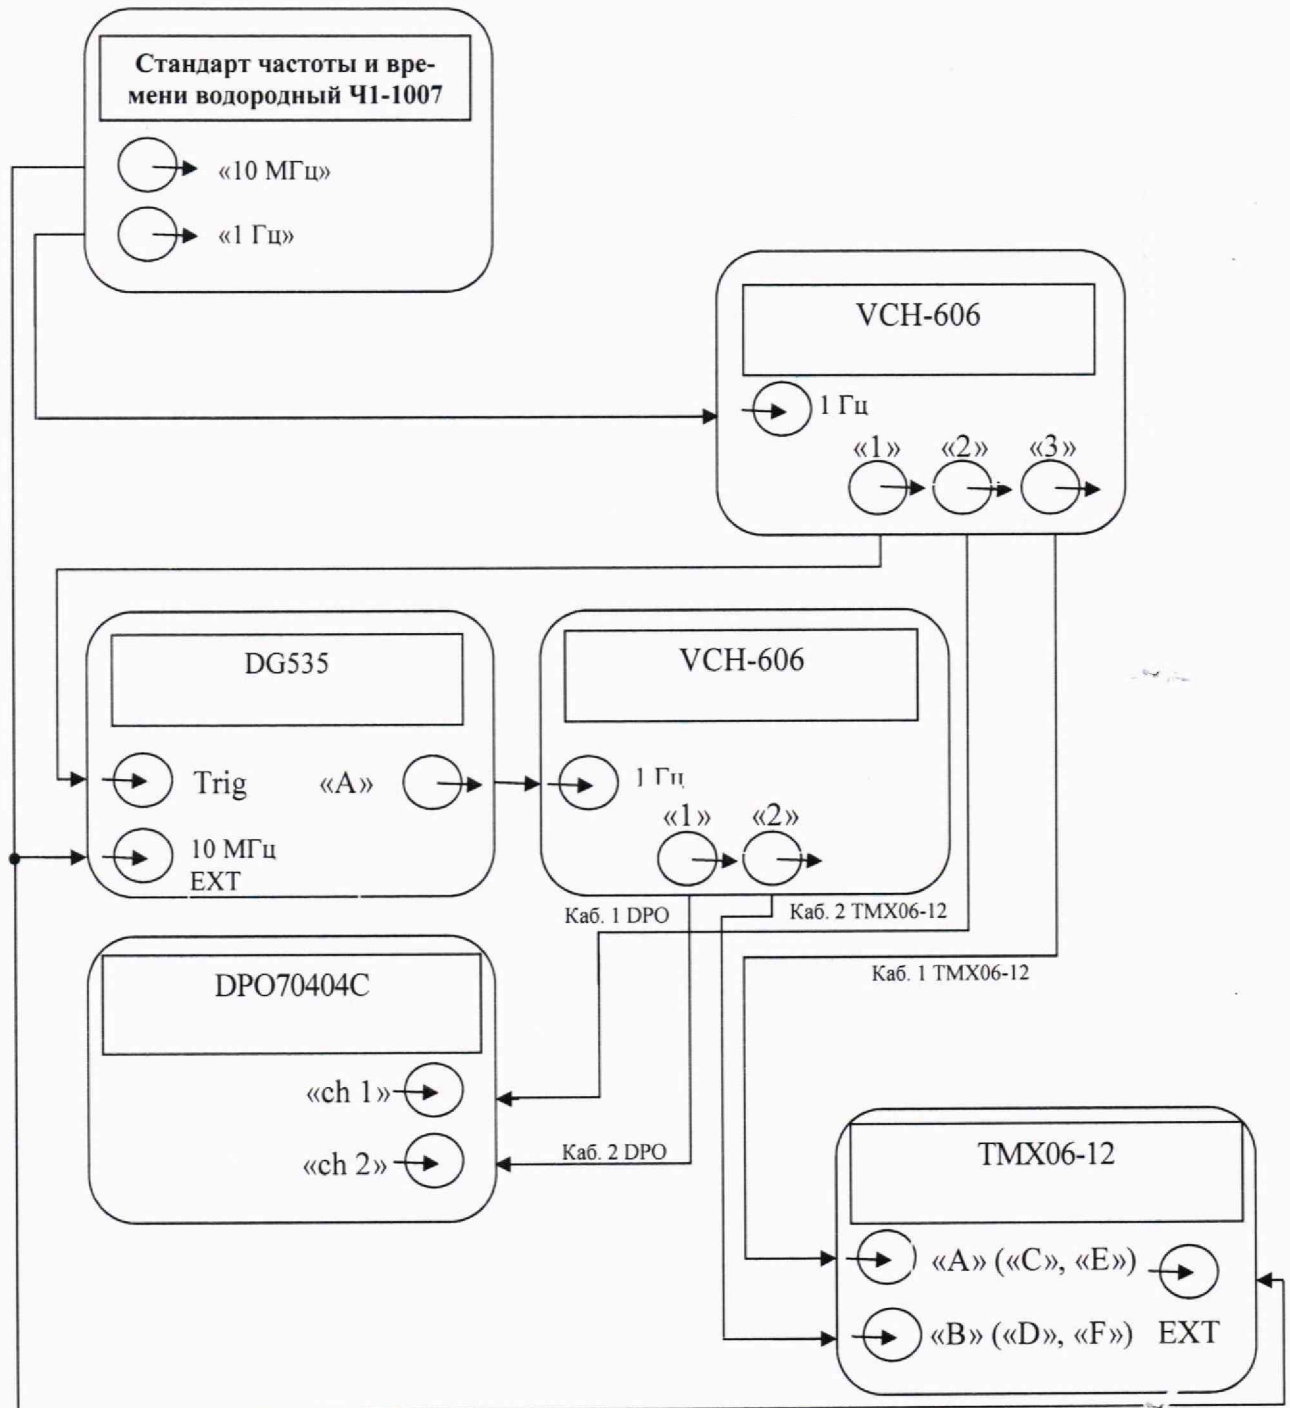 Стандарт частоты и вре-
мени водородный Ч1-1007
«10 МГц»
«1 Гц»
VCH-606
1 Гц
«1» «2» «3»
DG535
Trig «A»
10 МГц
EXT
VCH-606
1 Гц
«1» «2»
Каб. 1 DPO
Каб. 2 TMX06-12
Каб. 1 TMX06-12
DPO70404C
«ch 1»
«ch 2»
Каб. 2 DPO
TMX06-12
«A» («C», «E»)
«B» («D», «F») EXT